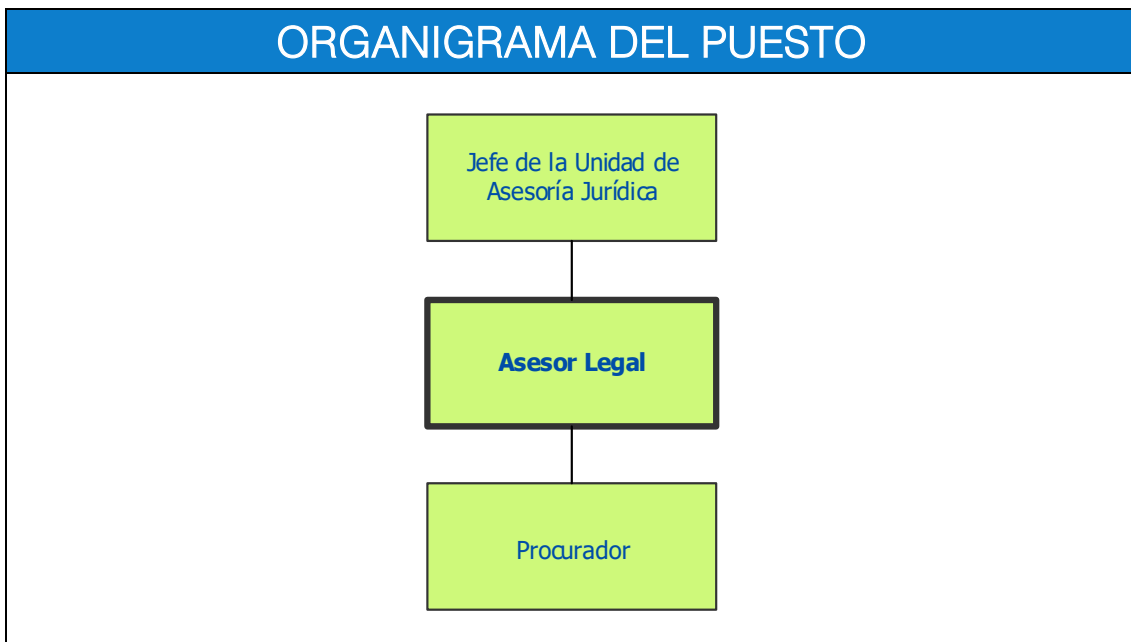 ORGANIGRAMA DEL PUESTO
Jefe de la Unidad de
Asesoría Jurídica
Asesor Legal
Procurador